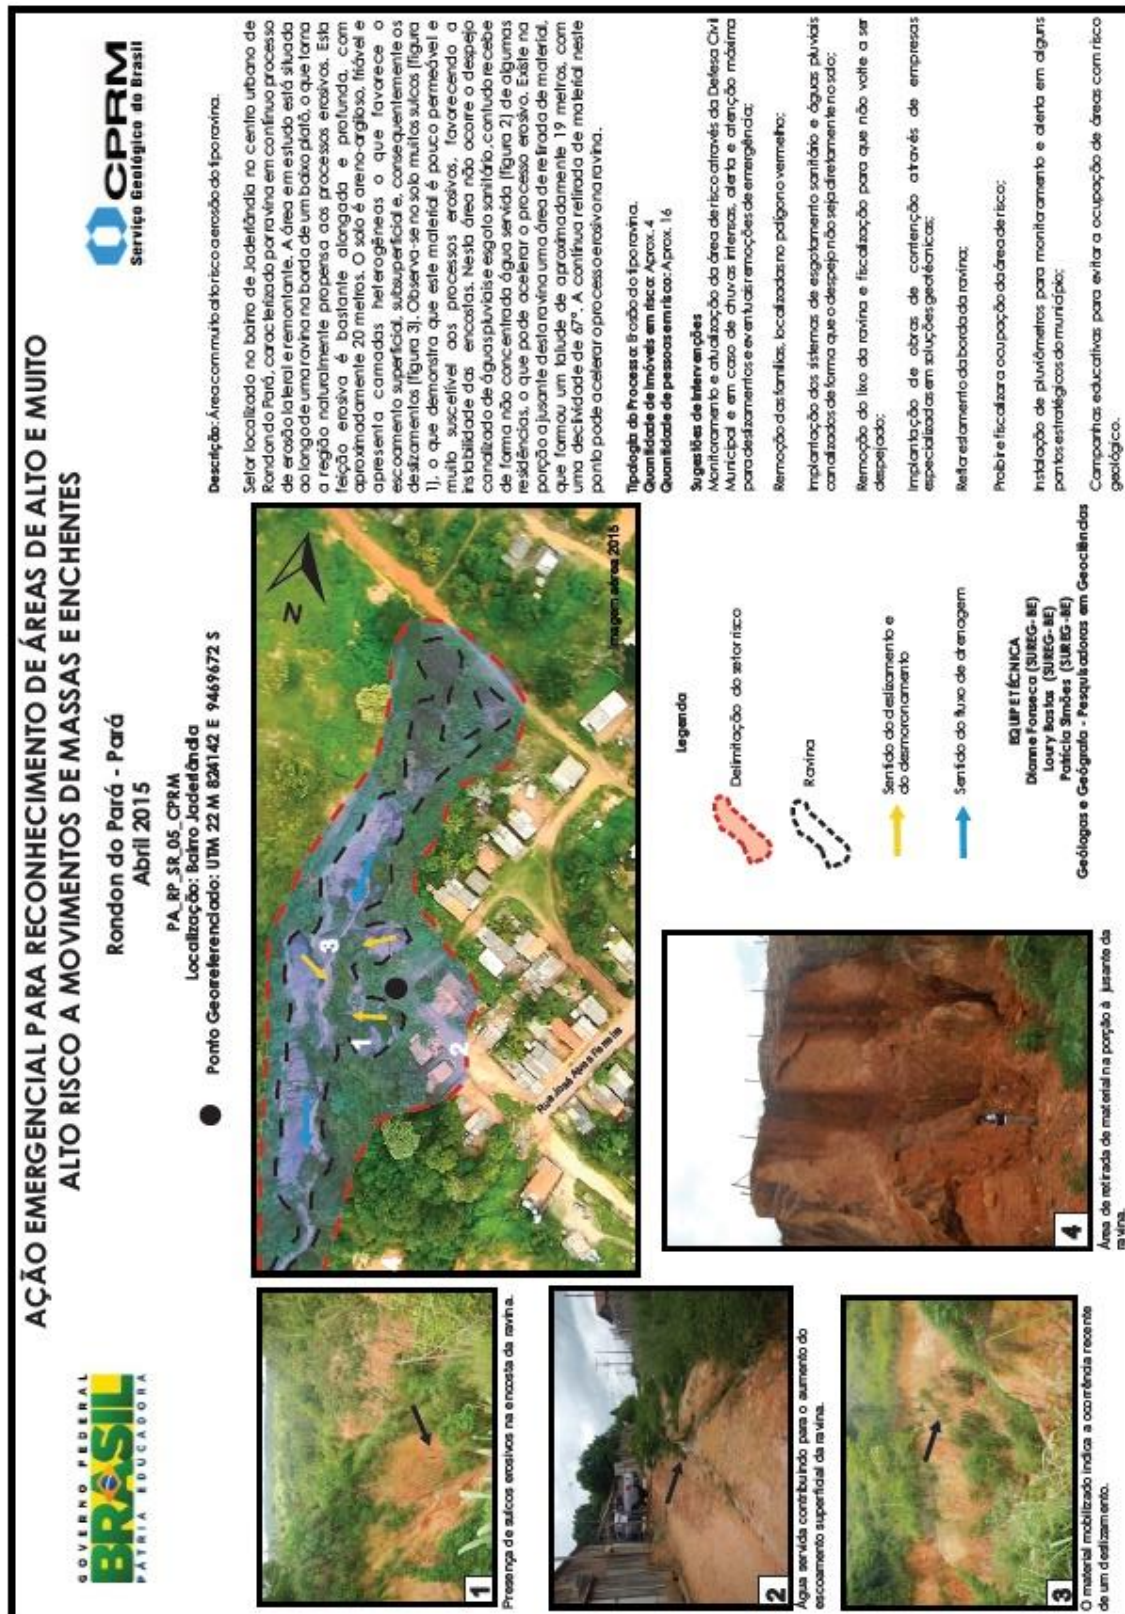 GOVERNO FEDERAL
BRASIL
PÁTRIA EDUCADORA
AÇÃO EMERGENCIAL PARA RECONHECIMENTO DE ÁREAS DE ALTO E MUITO
ALTO RISCO A MOVIMENTOS DE MASSAS E ENCHENTES
Rondon do Pará - Pará
Abril 2015
PA_RP_SR_05_CPRM
Localização: Bairro Jaderlândia
Ponto Georreferenciado: UTM 22 M 824142 E 9469672 S
CPRM
Serviço Geológico do Brasil
1
Presença de sulcos erosivos na encosta da ravina.
2
Água servida contribuindo para o aumento do
escoamento superficial da ravina.
3
O material mobilizado indica a ocorrência recente
de um deslizamento.
N
1
2
3
Rua José Alves Ferreira
imagem aérea 2015
4
Área de retirada de material na porção à jusante da
ravina.
Legenda
Delimitação do setor risco
Ravina
Sentido do deslizamento e
do desmoronamento
Sentido do fluxo de drenagem
EQUIPE TÉCNICA
Dianne Fonseca (SUREG-BE)
Loury Bastos (SUREG-BE)
Patrícia Simões (SUREG-BE)
Geólogas e Geógrafo - Pesquisadoras em Geociências
Descrição: Área com muito alto risco a erosão do tipo ravina.
Setor localizado no bairro de Jaderlândia no centro urbano de
Rondon do Pará, caracterizado por ravina em contínuo processo
de erosão lateral e remontante. A área em estudo está situada
ao longo de uma ravina na borda de um baixo platô, o que torna
a região naturalmente propensa aos processos erosivos. Esta
feição erosiva é bastante alongada e profunda, com
aproximadamente 20 metros. O solo é areno-argiloso, friável e
apresenta camadas heterogêneas o que favorece o
escoamento superficial, subsuperficial e, consequentemente os
deslizamentos (figura 3). Observa-se no solo muitos sulcos (figura
1), o que demonstra que este material é pouco permeável e
muito suscetível aos processos erosivos, favorecendo a
instabilidade das encostas. Nesta área não ocorre o despejo
canalizado de águas pluviais e esgoto sanitário, contudo recebe
de forma não concentrada água servida (figura 2) de algumas
residências, o que pode acelerar o processo erosivo. Existe na
porção a jusante desta ravina uma área de retirada de material,
que formou um talude de aproximadamente 19 metros, com
uma declividade de 67°. A contínua retirada de material neste
ponto pode acelerar o processo erosivo na ravina.
Tipologia do Processo: Erosão do tipo ravina.
Quantidade de imóveis em risco: Aprox. 4
Quantidade de pessoas em risco: Aprox. 16
Sugestões de intervenções
Monitoramento e atualização da área de risco através da Defesa Civil
Municipal e em caso de chuvas intensas, alerta e atenção máxima
para deslizamentos e eventuais remoções de emergência;
Remoção das famílias, localizadas no polígono vermelho;
Implantação dos sistemas de esgotamento sanitário e águas pluviais
canalizados de forma que o despejo não seja diretamente no solo;
Remoção do lixo da ravina e fiscalização para que não volte a ser
despejado;
Implantação de obras de contenção através de empresas
especializadas em soluções geotécnicas;
Reflorestamento da borda da ravina;
Proibir e fiscalizar a ocupação da área de risco;
Instalação de pluviômetros para monitoramento e alerta em alguns
pontos estratégicos do município;
Campanhas educativas para evitar a ocupação de áreas com risco
geológico.